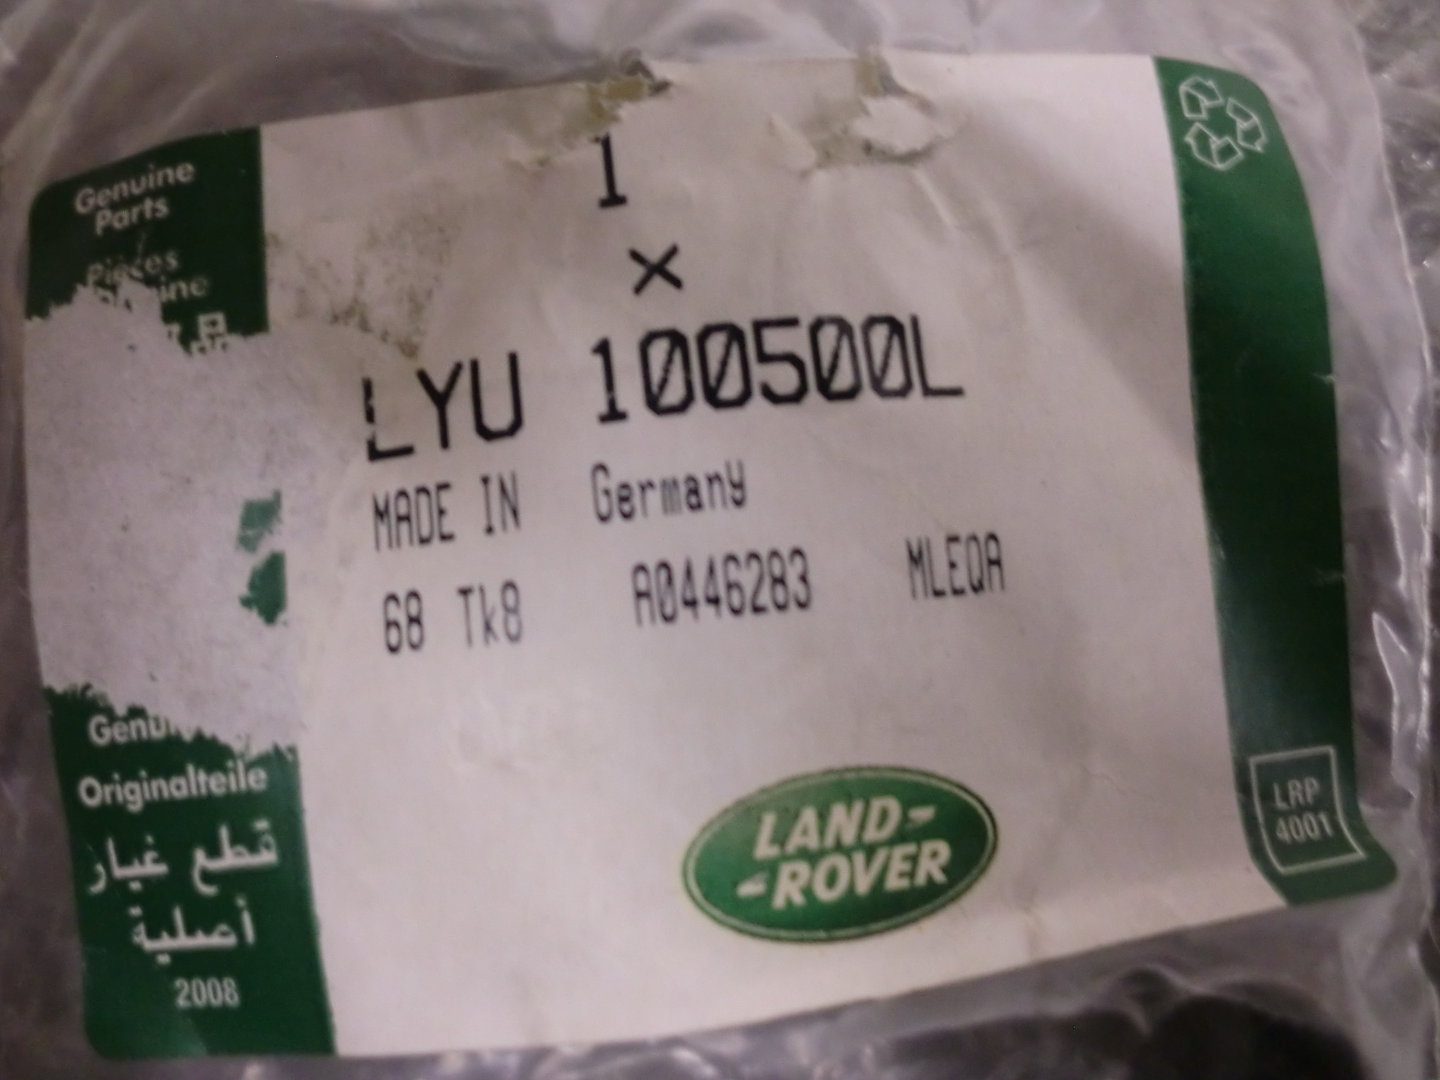 Genuine
Parts
Pièces
1
×
LYU 100500L
MADE IN Germany
68 Tk8 A0446283 MLEQA
Originalteile
قطع غيار
أصلية
2008
LAND-
-ROVER
LRP
4001